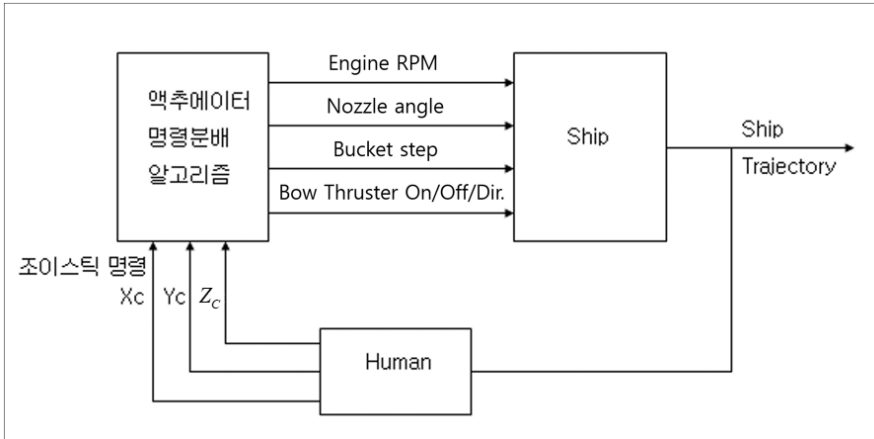 Engine RPM
액추에이터
명령분배
알고리즘
Nozzle angle
Bucket step
Bow Thruster On/Off/Dir.
Ship
Ship
Trajectory
조이스틱 명령
Xc Yc Zc
Human